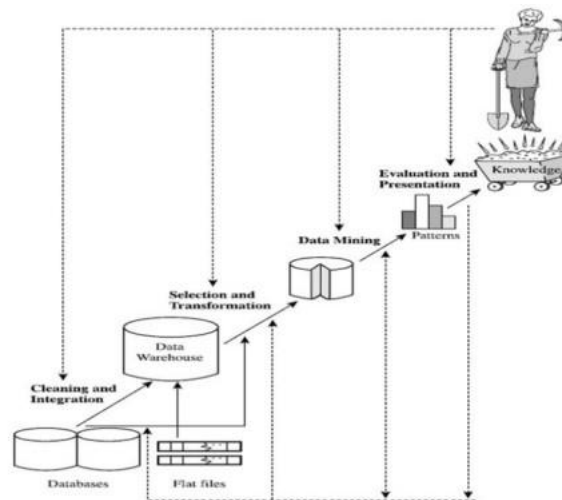 Evaluation and
Presentation
Knowledge
Patterns
Data Mining
Selection and
Transformation
Data
Warehouse
Cleaning and
Integration
Databases
Flat files